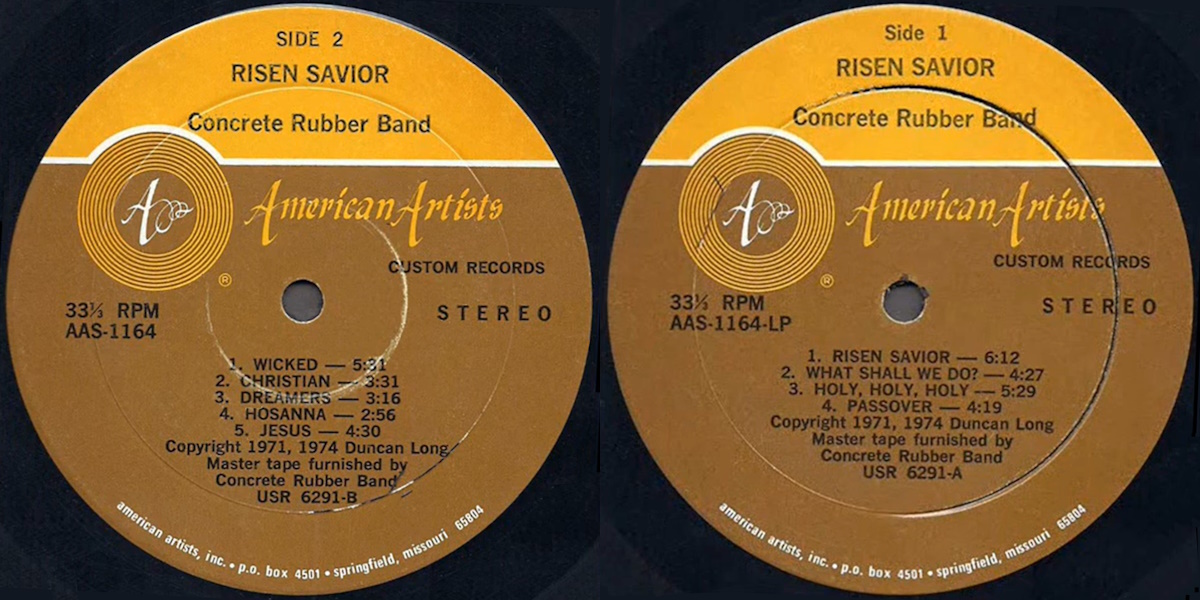 SIDE 2
RISEN SAVIOR
Concrete Rubber Band
A
American Artists
®
CUSTOM RECORDS
33⅓ RPM
STEREO
AAS-1164
1. WICKED — 5:31
2. CHRISTIAN — 3:31
3. DREAMERS — 3:16
4. HOSANNA — 2:56
5. JESUS — 4:30
Copyright 1971, 1974 Duncan Long
Master tape furnished by
Concrete Rubber Band
USR 6291-B
american artists, inc. • p.o. box 4501 • springfield, missouri 65804
Side 1
RISEN SAVIOR
Concrete Rubber Band
A
American Artists
®
CUSTOM RECORDS
33⅓ RPM
STEREO
AAS-1164-LP
1. RISEN SAVIOR — 6:12
2. WHAT SHALL WE DO? — 4:27
3. HOLY, HOLY, HOLY — 5:29
4. PASSOVER — 4:19
Copyright 1971, 1974 Duncan Long
Master tape furnished by
Concrete Rubber Band
USR 6291-A
american artists, inc. • p.o. box 4501 • springfield, missouri 65804